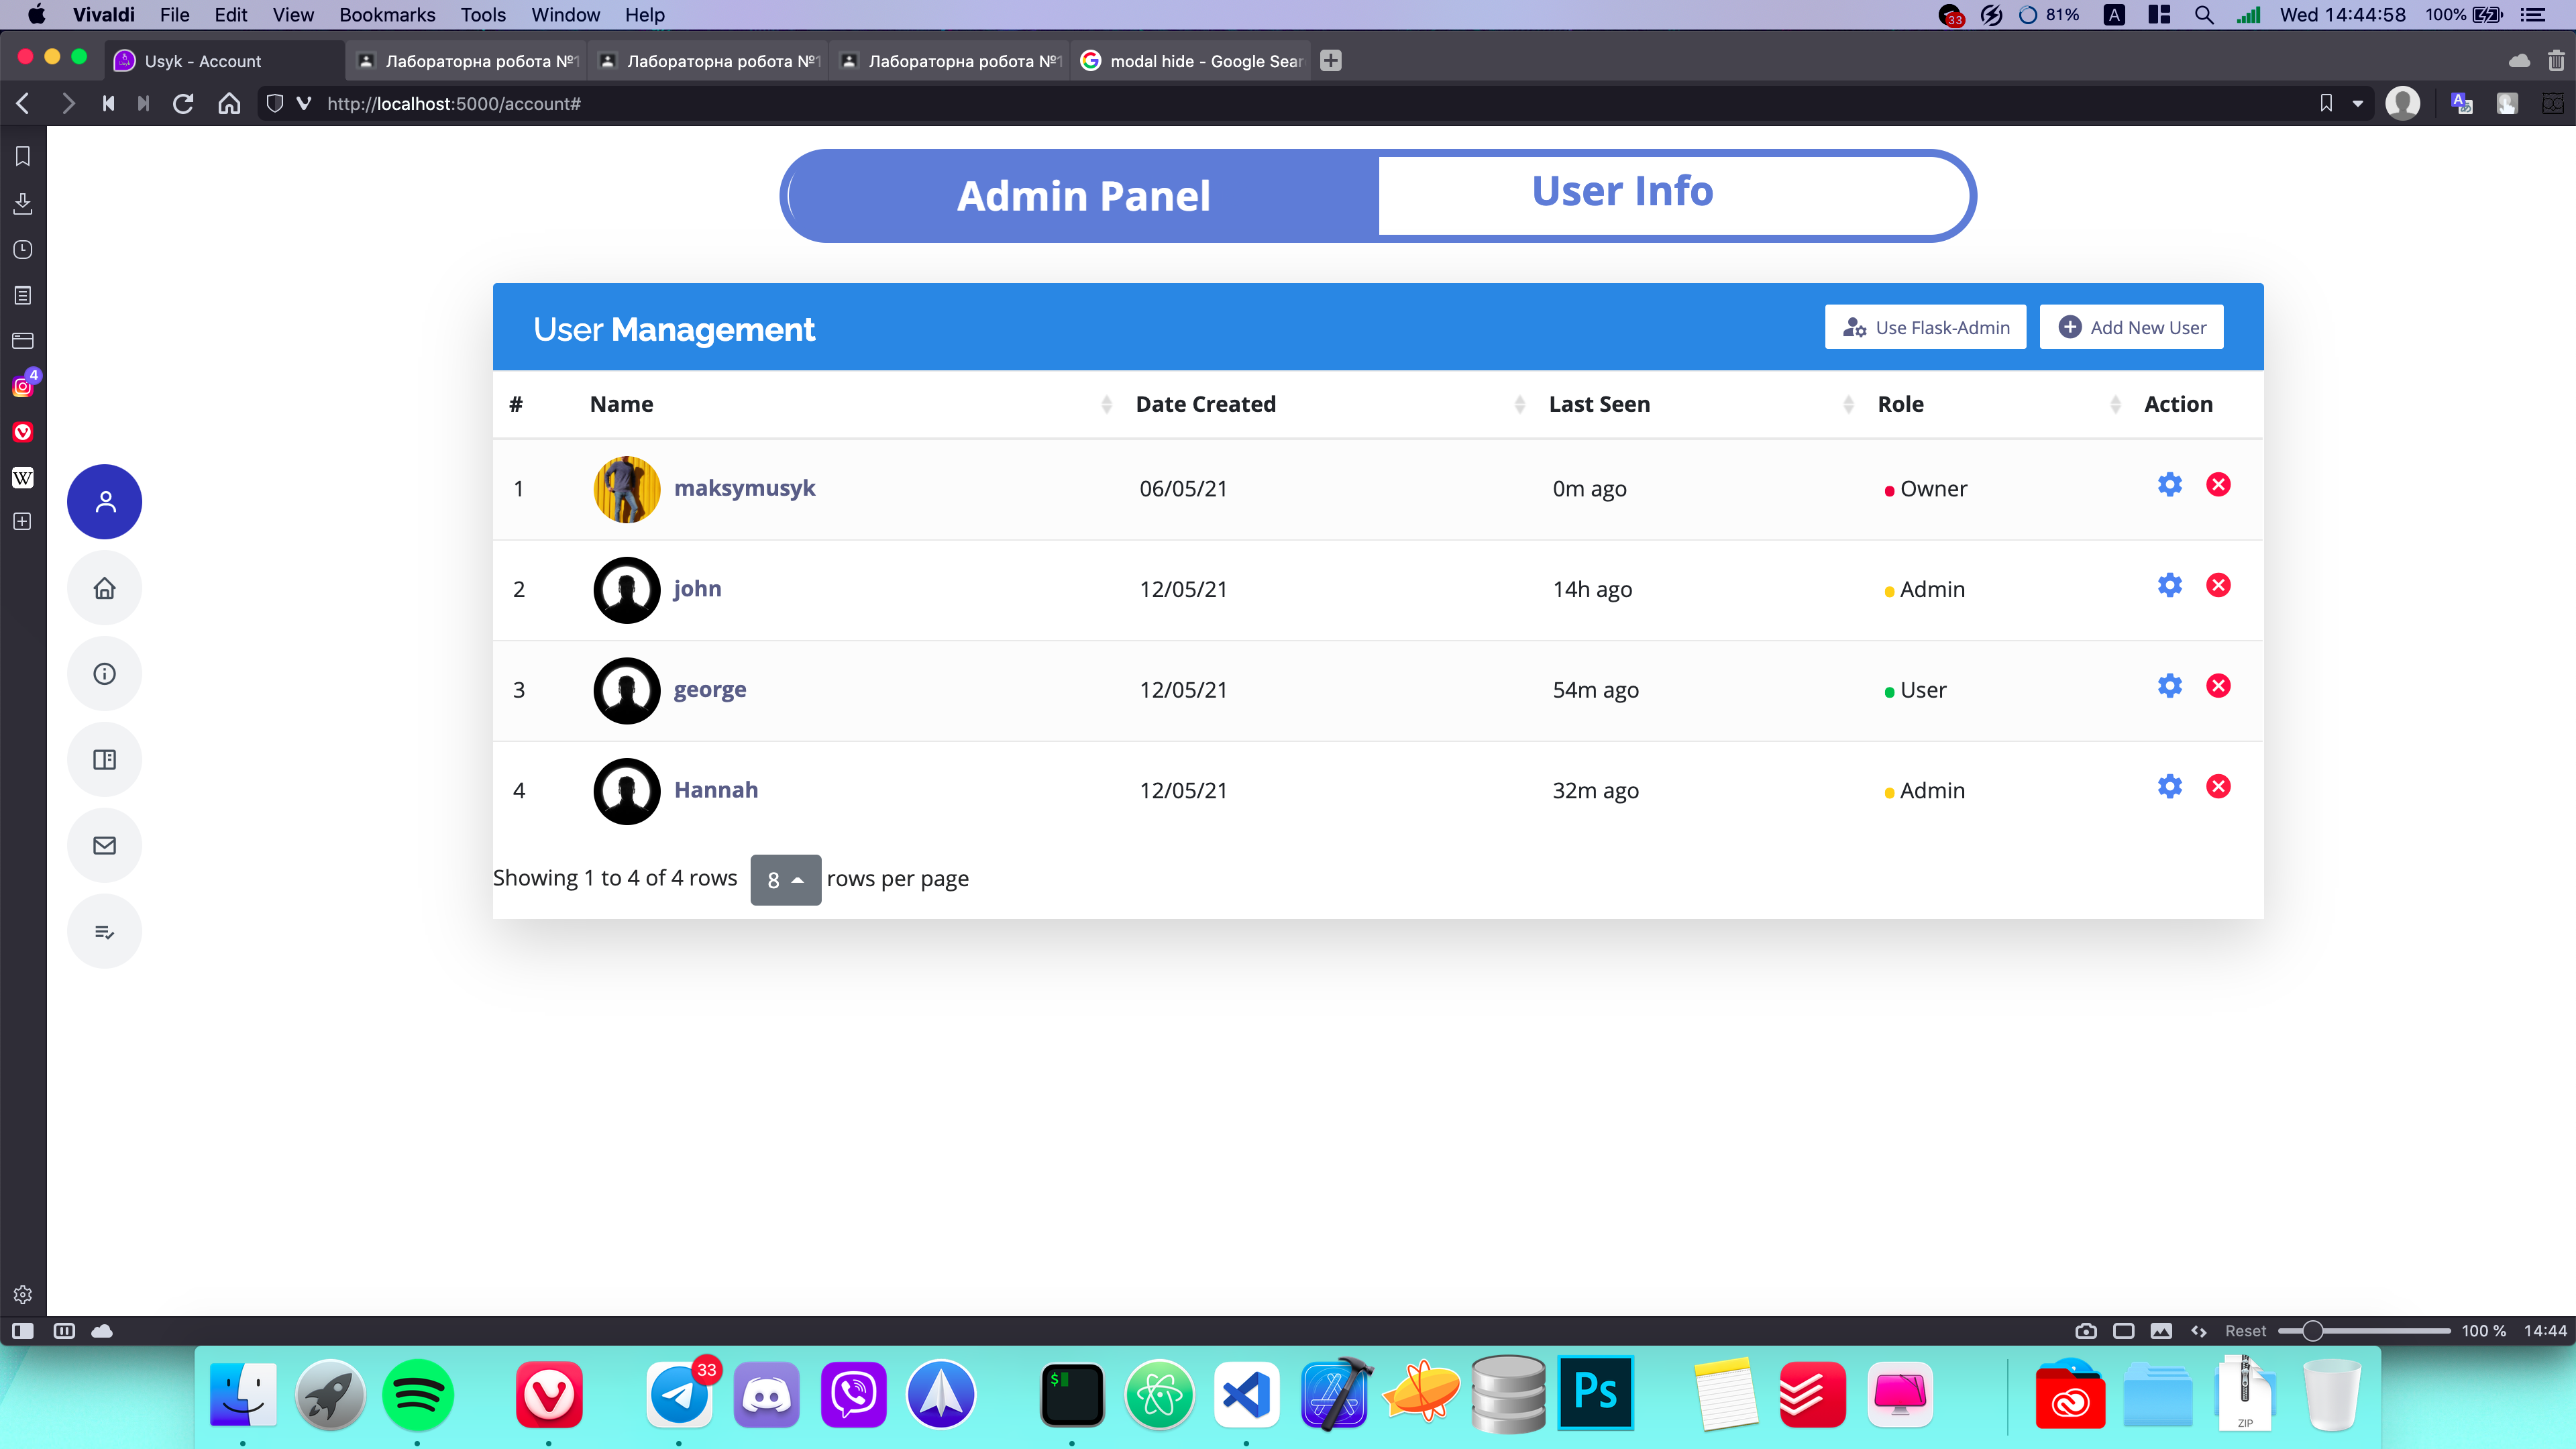 Vivaldi File Edit View Bookmarks Tools Window Help 33 81% A Wed 14:44:58 100%
Usyk - Account Лабораторна робота №1 Лабораторна робота №1 Лабораторна робота №1 modal hide - Google Sear
http://localhost:5000/account#
Admin Panel User Info
User Management Use Flask-Admin Add New User
# Name Date Created Last Seen Role Action
1 maksymusyk 06/05/21 0m ago Owner
2 john 12/05/21 14h ago Admin
3 george 12/05/21 54m ago User
4 Hannah 12/05/21 32m ago Admin
Showing 1 to 4 of 4 rows 8 rows per page
4
W
Reset 100 % 14:44
33
$
Ps
ZIP